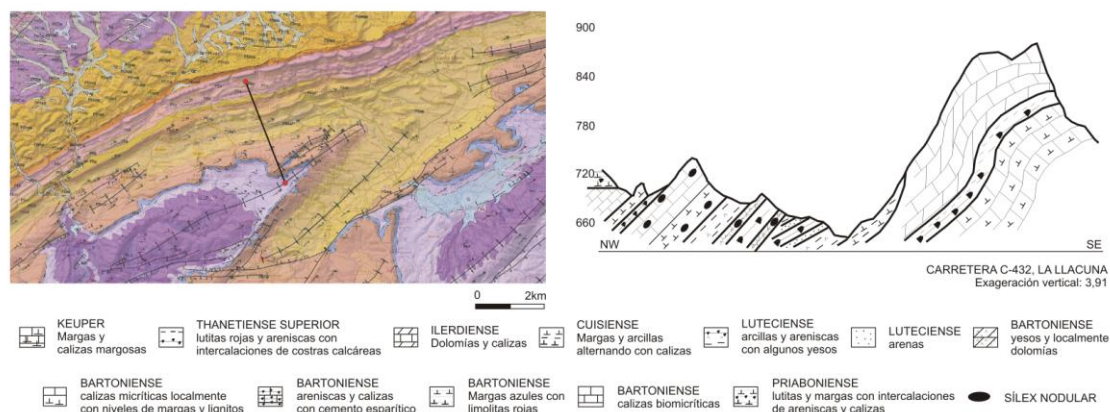 900
840
780
720
660
NW
SE
CARRETERA C-432, LA LLACUNA
Exageración vertical: 3,91
0
2km
KEUPER
Margas y
calizas margosas
THANETIENSE SUPERIOR
lutitas rojas y areniscas con
intercalaciones de costras calcáreas
ILERDIENSE
Dolomías y calizas
CUISIENSE
Margas y arcillas
alternando con calizas
LUTECIENSE
arcillas y areniscas
con algunos yesos
LUTECIENSE
arenas
BARTONIENSE
yesos y localmente
dolomías
BARTONIENSE
calizas micríticas localmente
con niveles de margas y lignitos
BARTONIENSE
areniscas y calizas
con cemento esparítico
BARTONIENSE
Margas azules con
limolitas rojas
BARTONIENSE
calizas biomicríticas
PRIABONIENSE
lutitas y margas con intercalaciones
de areniscas y calizas
SÍLEX NODULAR